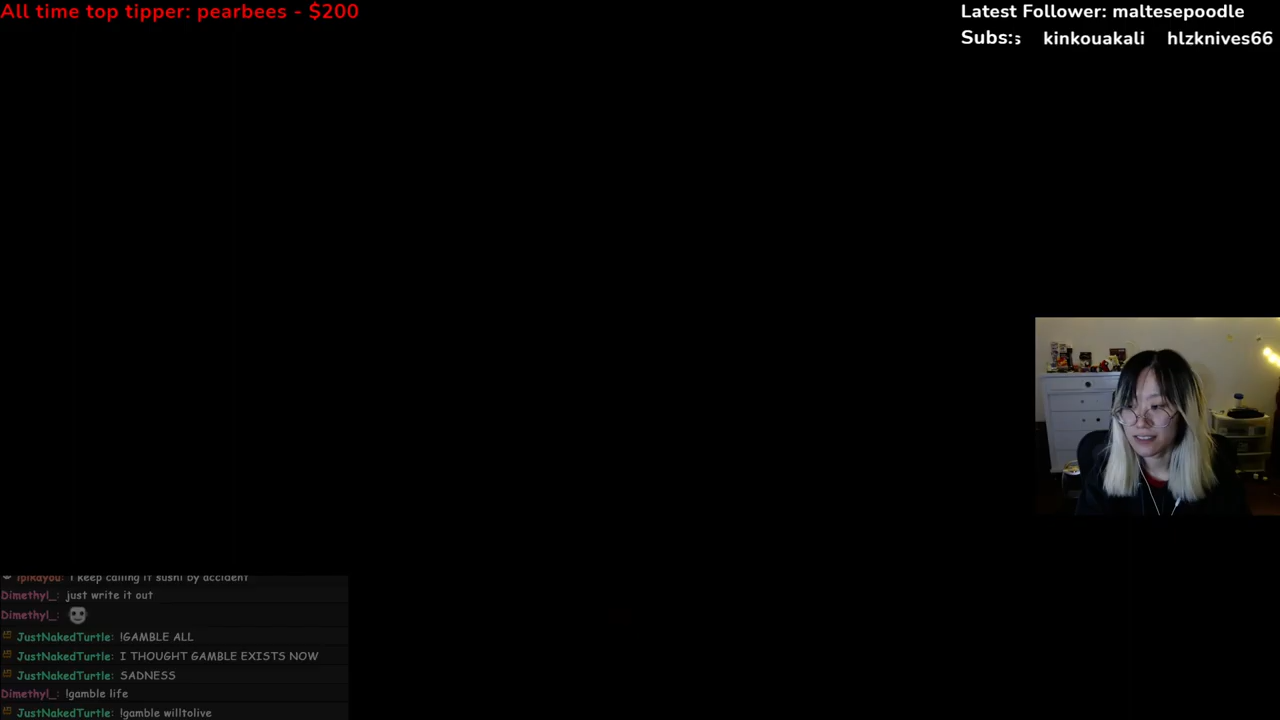 All time top tipper: pearbees - $200
Latest Follower: maltesepoodle
Subs:s kinkouakali hlzknives66
ipikayou: I keep calling it sushi by accident
Dimethyl_: just write it out
Dimethyl_:
JustNakedTurtle: !GAMBLE ALL
JustNakedTurtle: I THOUGHT GAMBLE EXISTS NOW
JustNakedTurtle: SADNESS
Dimethyl_: !gamble life
JustNakedTurtle: !gamble willtolive